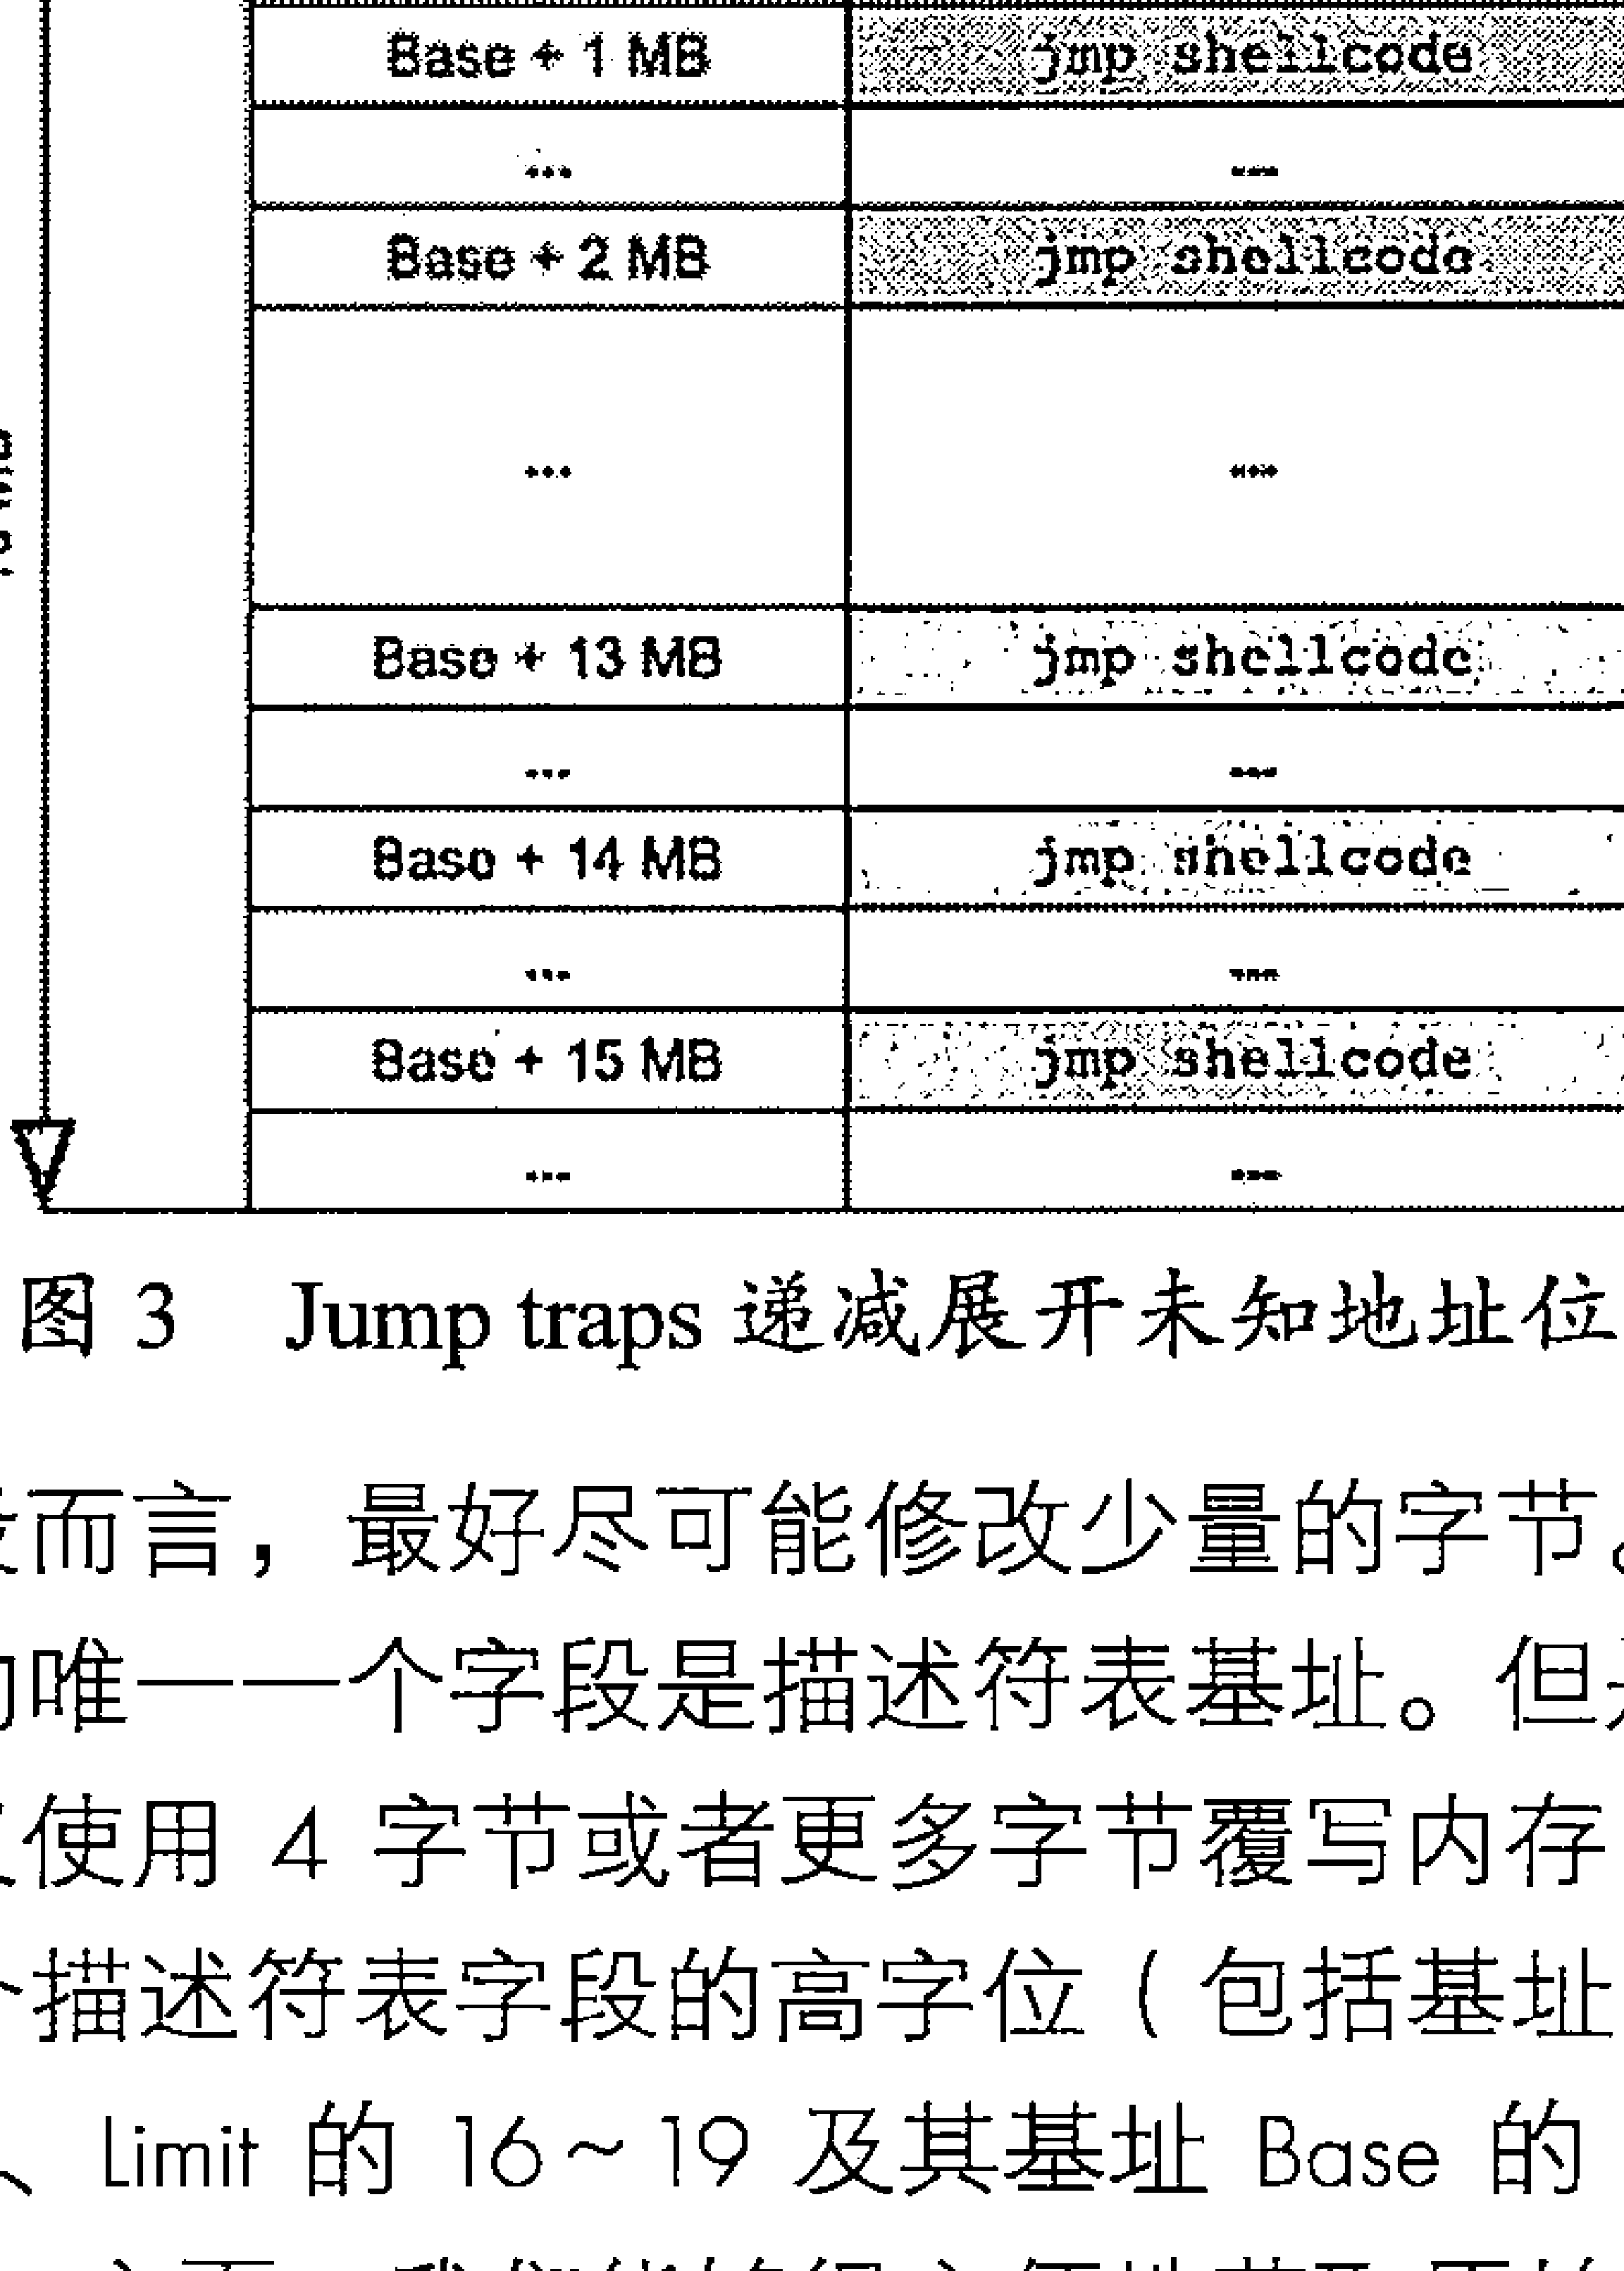 Base + 1 MB jmp shellcode
... ...
Base + 2 MB jmp shellcode
... ...
Base + 13 MB jmp shellcode
... ...
Base + 14 MB jmp shellcode
... ...
Base + 15 MB jmp shellcode
... ...
图 3 Jump traps 递减展开未知地址位
而言，最好尽可能修改少量的字节。
唯一一个字段是描述符表基址。但
使用 4 字节或者更多字节覆写内存
描述符表字段的高字位（包括基址
、Limit 的 16~19 及其基址 Base 的